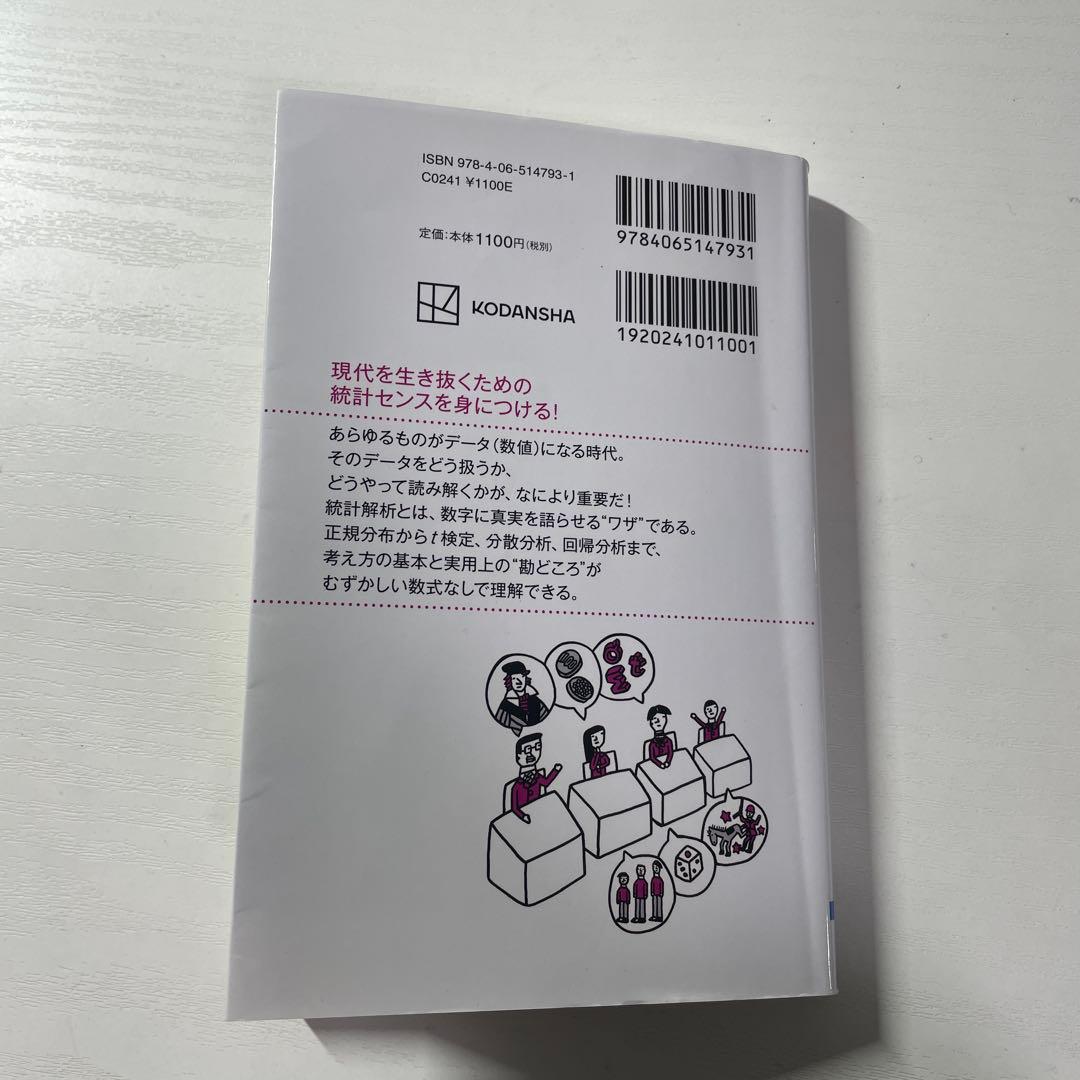 ISBN 978-4-06-514793-1
C0241 ¥1100E
9784065147931
定価:本体1100円(税別)
KODANSHA
1920241011001
現代を生き抜くための
統計センスを身につける!
あらゆるものがデータ(数値)になる時代。
そのデータをどう扱うか、
どうやって読み解くかが、なにより重要だ!
統計解析とは、数字に真実を語らせる“ワザ”である。
正規分布からt検定、分散分析、回帰分析まで、
考え方の基本と実用上の“勘どころ”が
むずかしい数式なしで理解できる。